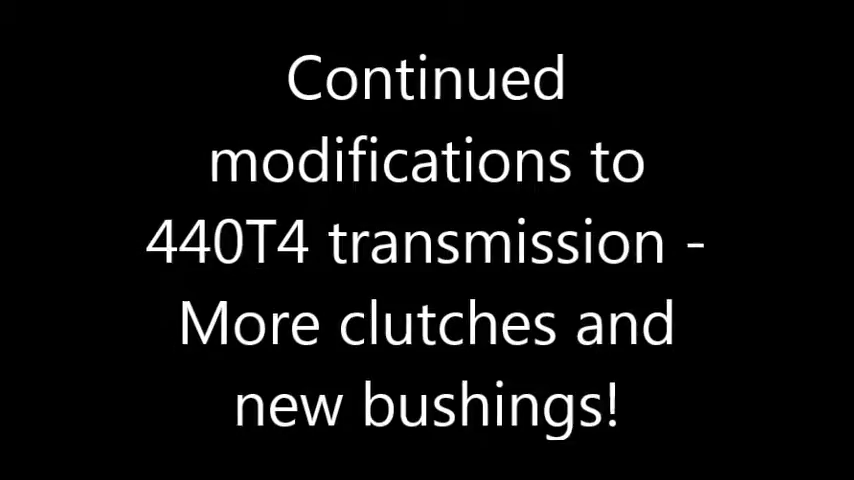 Continued
modifications to
440T4 transmission -
More clutches and
new bushings!